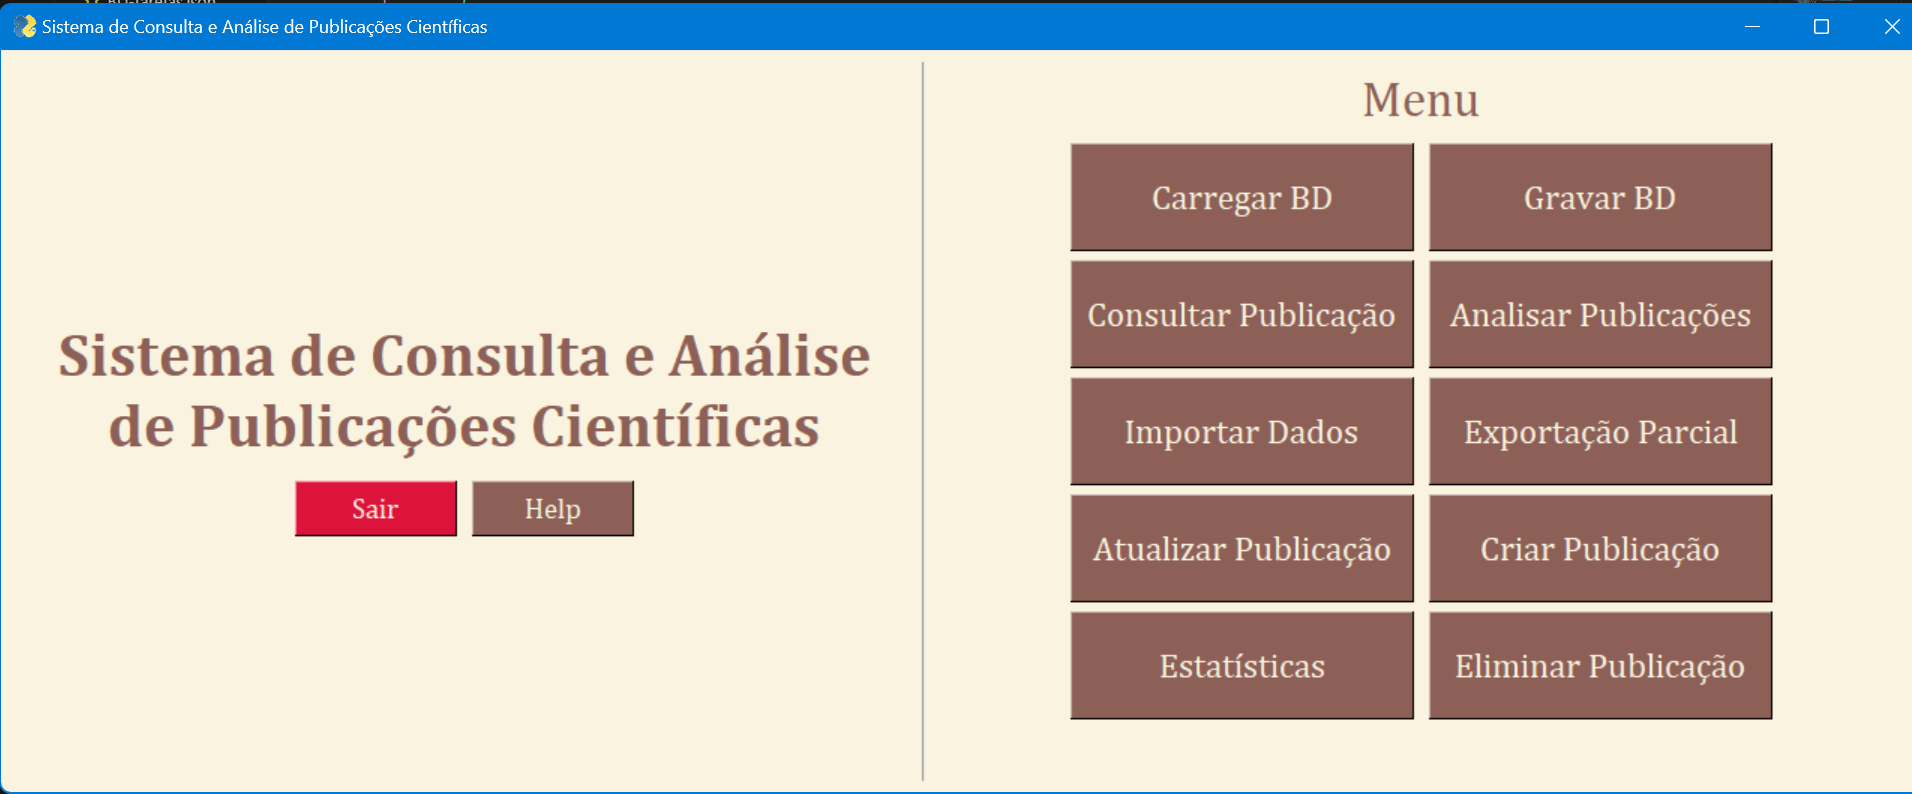 Sistema de Consulta e Análise de Publicações Científicas
Sistema de Consulta e Análise
de Publicações Científicas
Sair Help
Menu
Carregar BD Gravar BD
Consultar Publicação Analisar Publicações
Importar Dados Exportação Parcial
Atualizar Publicação Criar Publicação
Estatísticas Eliminar Publicação